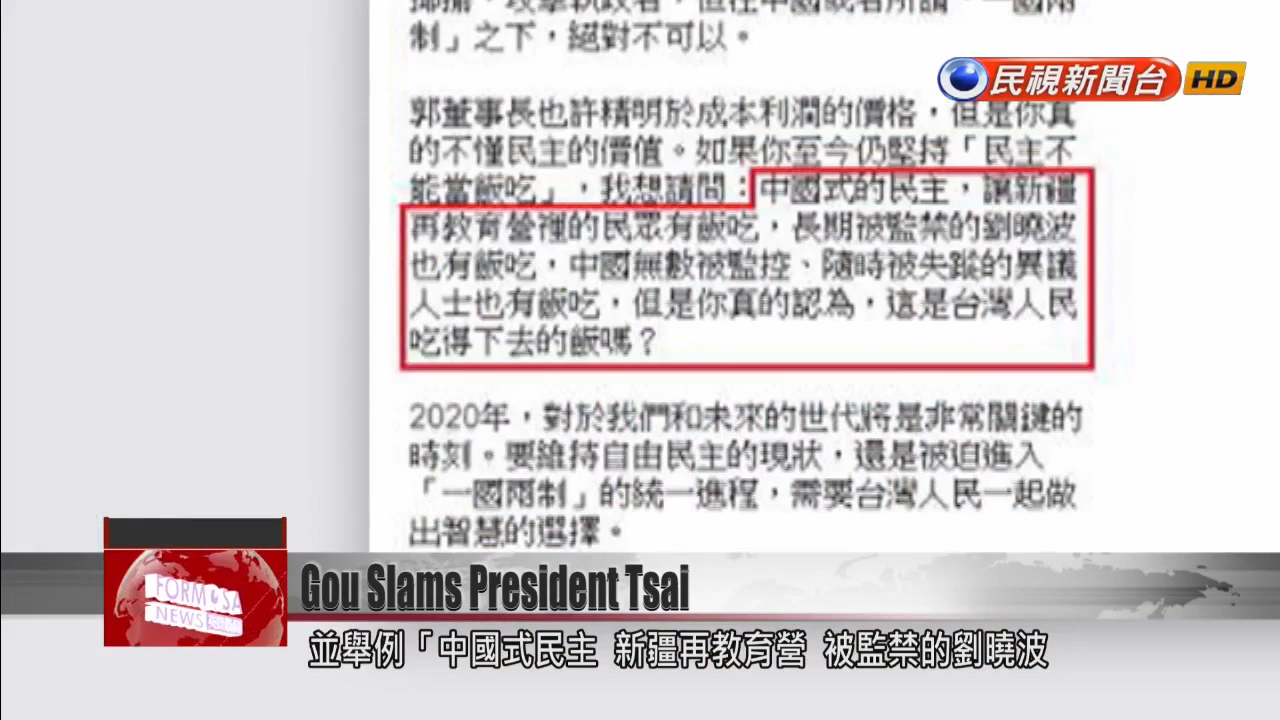 制」之下，絕對不可以。
民視新聞台 HD
郭董事長也許精明於成本利潤的價格，但是你真
的不懂民主的價值。如果你至今仍堅持「民主不
能當飯吃」，我想請問：中國式的民主，讓新疆
再教育營裡的民眾有飯吃，長期被監禁的劉曉波
也有飯吃，中國無數被監控、隨時被失蹤的異議
人士也有飯吃，但是你真的認為，這是台灣人民
吃得下去的飯嗎？
2020年，對於我們和未來的世代將是非常關鍵的
時刻。要維持自由民主的現狀，還是被迫進入
「一國兩制」的統一進程，需要台灣人民一起做
出智慧的選擇。
Gou Slams President Tsai
FORMOSA
NEWS
並舉例「中國式民主 新疆再教育營 被監禁的劉曉波